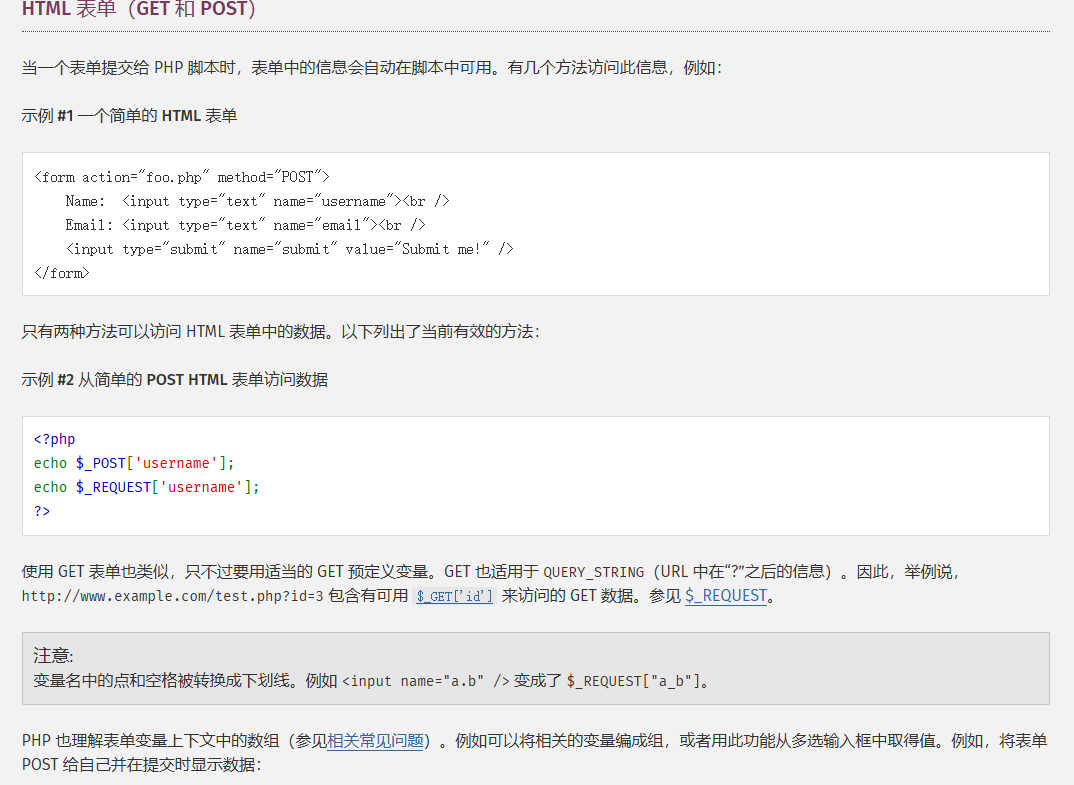 HTML 表单（GET 和 POST）
当一个表单提交给 PHP 脚本时，表单中的信息会自动在脚本中可用。有几个方法访问此信息，例如：
示例 #1 一个简单的 HTML 表单
<form action="foo.php" method="POST">
    Name:  <input type="text" name="username"><br />
    Email: <input type="text" name="email"><br />
    <input type="submit" name="submit" value="Submit me!" />
</form>
只有两种方法可以访问 HTML 表单中的数据。以下列出了当前有效的方法：
示例 #2 从简单的 POST HTML 表单访问数据
<?php
echo $_POST['username'];
echo $_REQUEST['username'];
?>
使用 GET 表单也类似，只不过要用适当的 GET 预定义变量。GET 也适用于 QUERY_STRING（URL 中在“?”之后的信息）。因此，举例说，
http://www.example.com/test.php?id=3 包含有可用 $_GET['id'] 来访问的 GET 数据。参见 $_REQUEST。
注意:
变量名中的点和空格被转换成下划线。例如 <input name="a.b" /> 变成了 $_REQUEST["a_b"]。
PHP 也理解表单变量上下文中的数组（参见相关常见问题）。例如可以将相关的变量编成组，或者用此功能从多选输入框中取得值。例如，将表单
POST 给自己并在提交时显示数据：